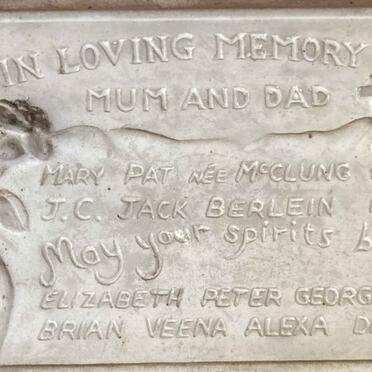 IN LOVING MEMORY
MUM AND DAD
MARY PAT NÉE McCLUNG
J.C. JACK BERLEIN
May your spirits b
ELIZABETH PETER GEORG
BRIAN VEENA ALEXA D